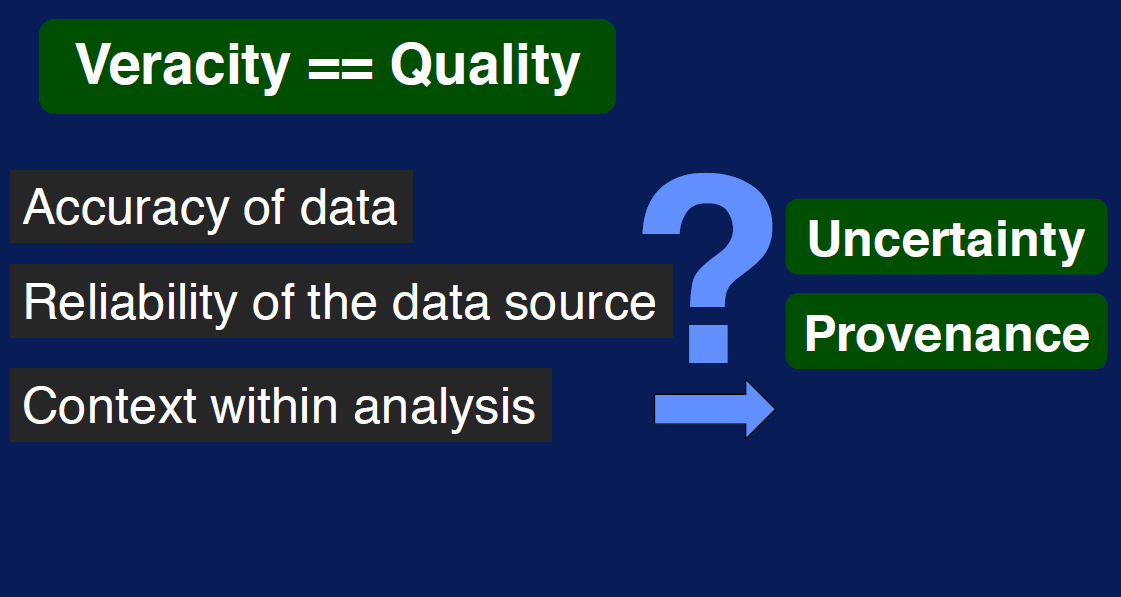 Veracity == Quality
Accuracy of data
Reliability of the data source
Context within analysis
?
Uncertainty
Provenance